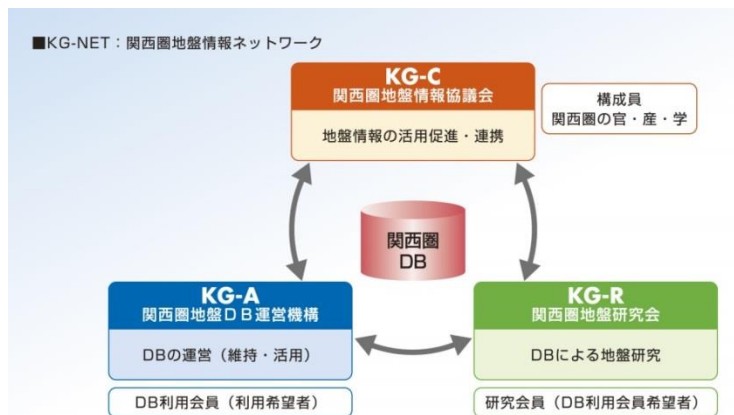 ■KG-NET：関西圏地盤情報ネットワーク
KG-C
関西圏地盤情報協議会
地盤情報の活用促進・連携
構成員
関西圏の官・産・学
関西圏
DB
KG-A
関西圏地盤ＤＢ運営機構
DBの運営（維持・活用）
DB利用会員（利用希望者）
KG-R
関西圏地盤研究会
DBによる地盤研究
研究会員（DB利用会員希望者）